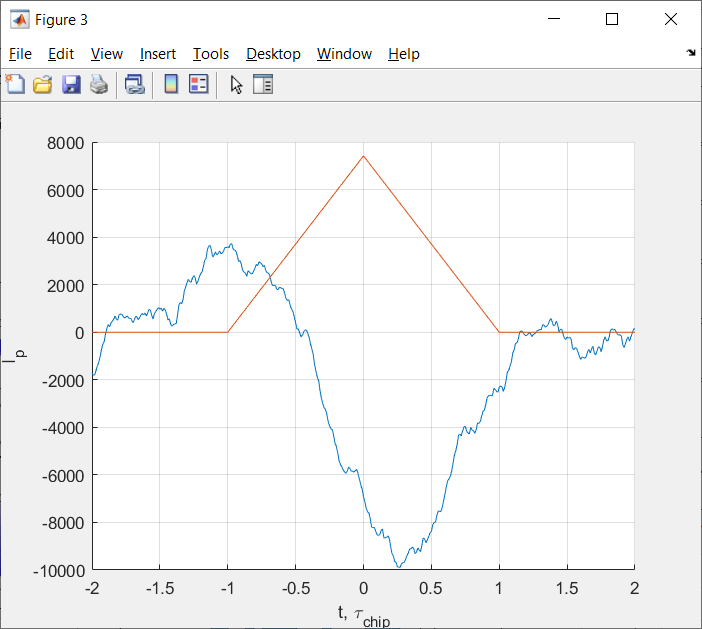 Figure 3
File Edit View Insert Tools Desktop Window Help
8000
6000
4000
2000
0
-2000
-4000
-6000
-8000
-10000
I_p
-2 -1.5 -1 -0.5 0 0.5 1 1.5 2
t, τ_chip